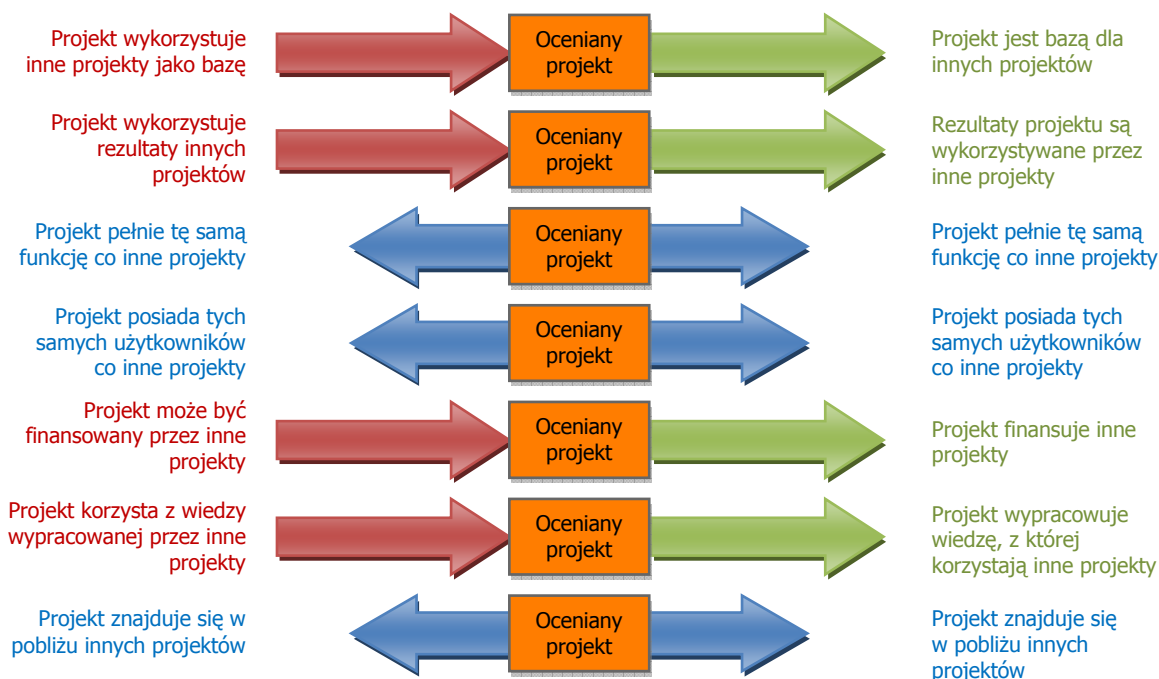 Projekt wykorzystuje
inne projekty jako bazę
Oceniany
projekt
Projekt jest bazą dla
innych projektów
Projekt wykorzystuje
rezultaty innych
projektów
Oceniany
projekt
Rezultaty projektu są
wykorzystywane przez
inne projekty
Projekt pełnie tę samą
funkcję co inne projekty
Oceniany
projekt
Projekt pełnie tę samą
funkcję co inne projekty
Projekt posiada tych
samych użytkowników
co inne projekty
Oceniany
projekt
Projekt posiada tych
samych użytkowników
co inne projekty
Projekt może być
finansowany przez inne
projekty
Oceniany
projekt
Projekt finansuje inne
projekty
Projekt korzysta z wiedzy
wypracowanej przez inne
projekty
Oceniany
projekt
Projekt wypracowuje
wiedzę, z której
korzystają inne projekty
Projekt znajduje się w
pobliżu innych projektów
Oceniany
projekt
Projekt znajduje się
w pobliżu innych
projektów